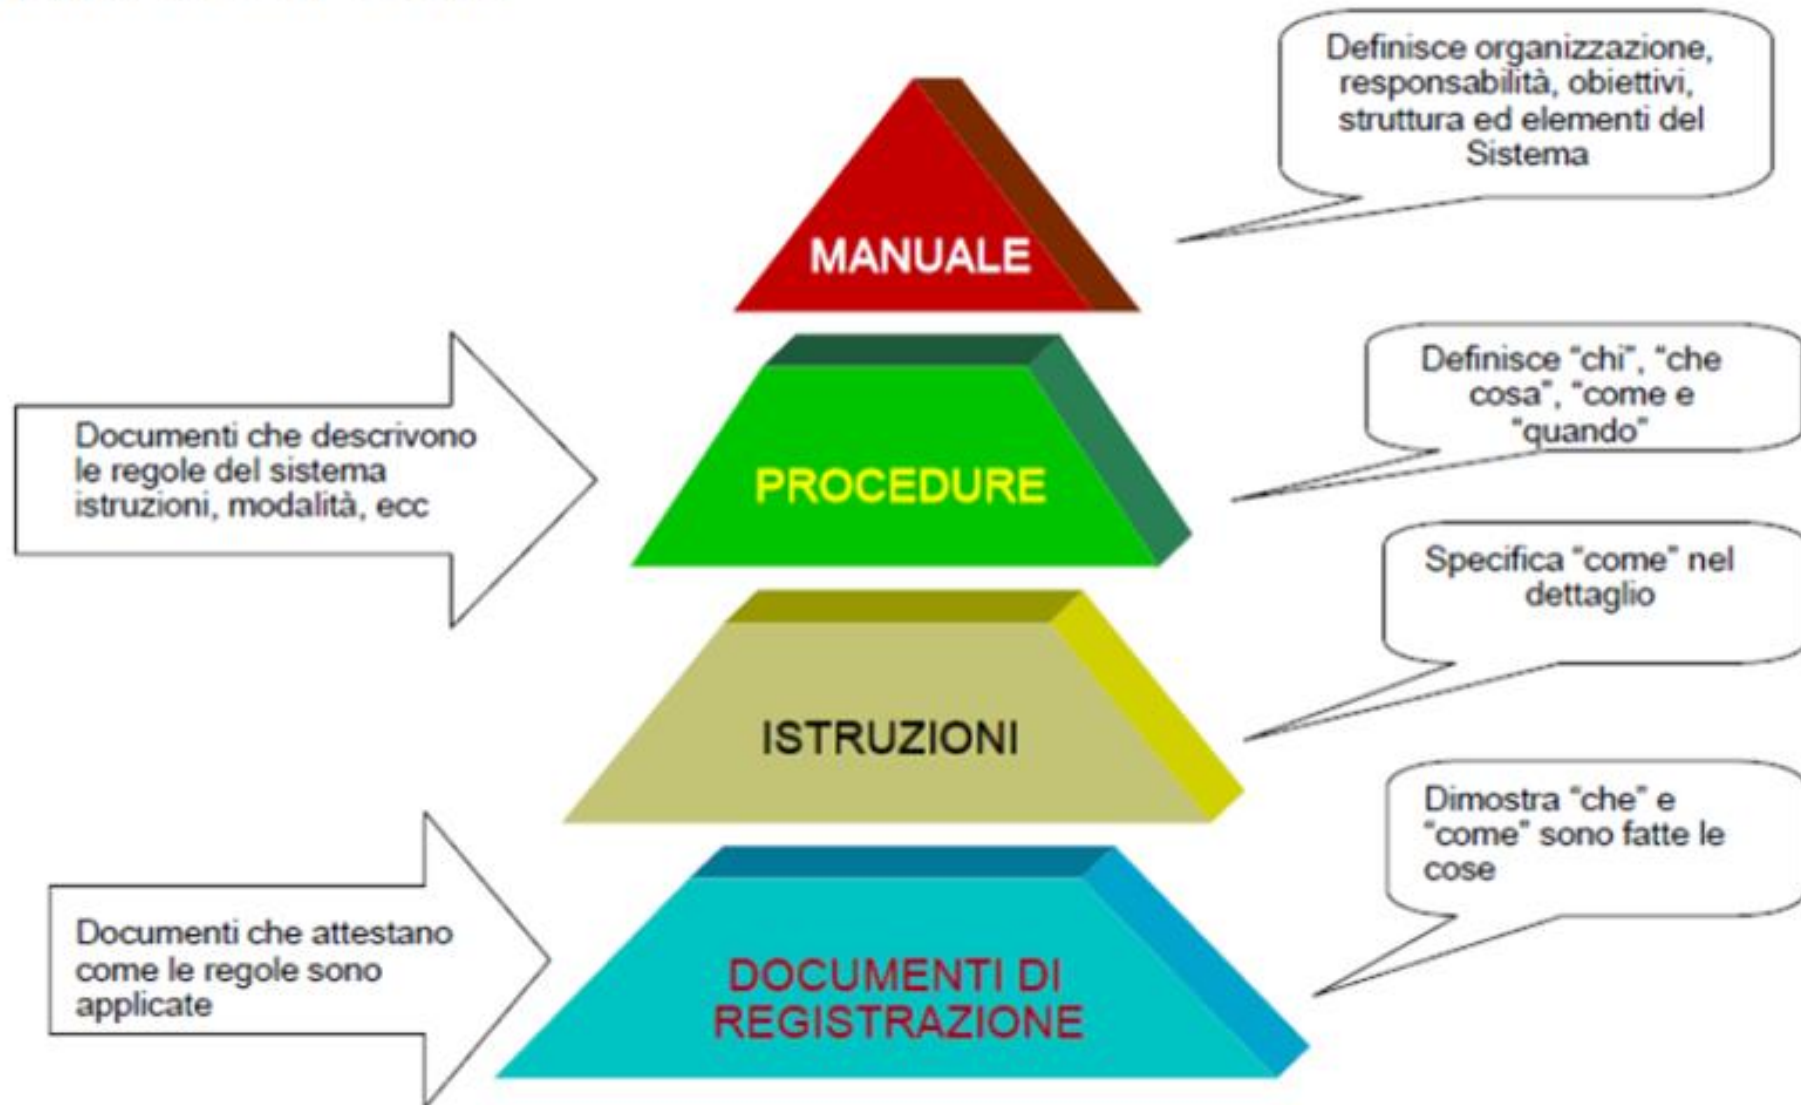 Definisce organizzazione,
responsabilità, obiettivi,
struttura ed elementi del
Sistema
MANUALE
Definisce “chi”, “che
cosa”, “come e
“quando”
Documenti che descrivono
le regole del sistema
istruzioni, modalità, ecc
PROCEDURE
Specifica “come” nel
dettaglio
ISTRUZIONI
Dimostra “che” e
“come” sono fatte le
cose
Documenti che attestano
come le regole sono
applicate
DOCUMENTI DI
REGISTRAZIONE